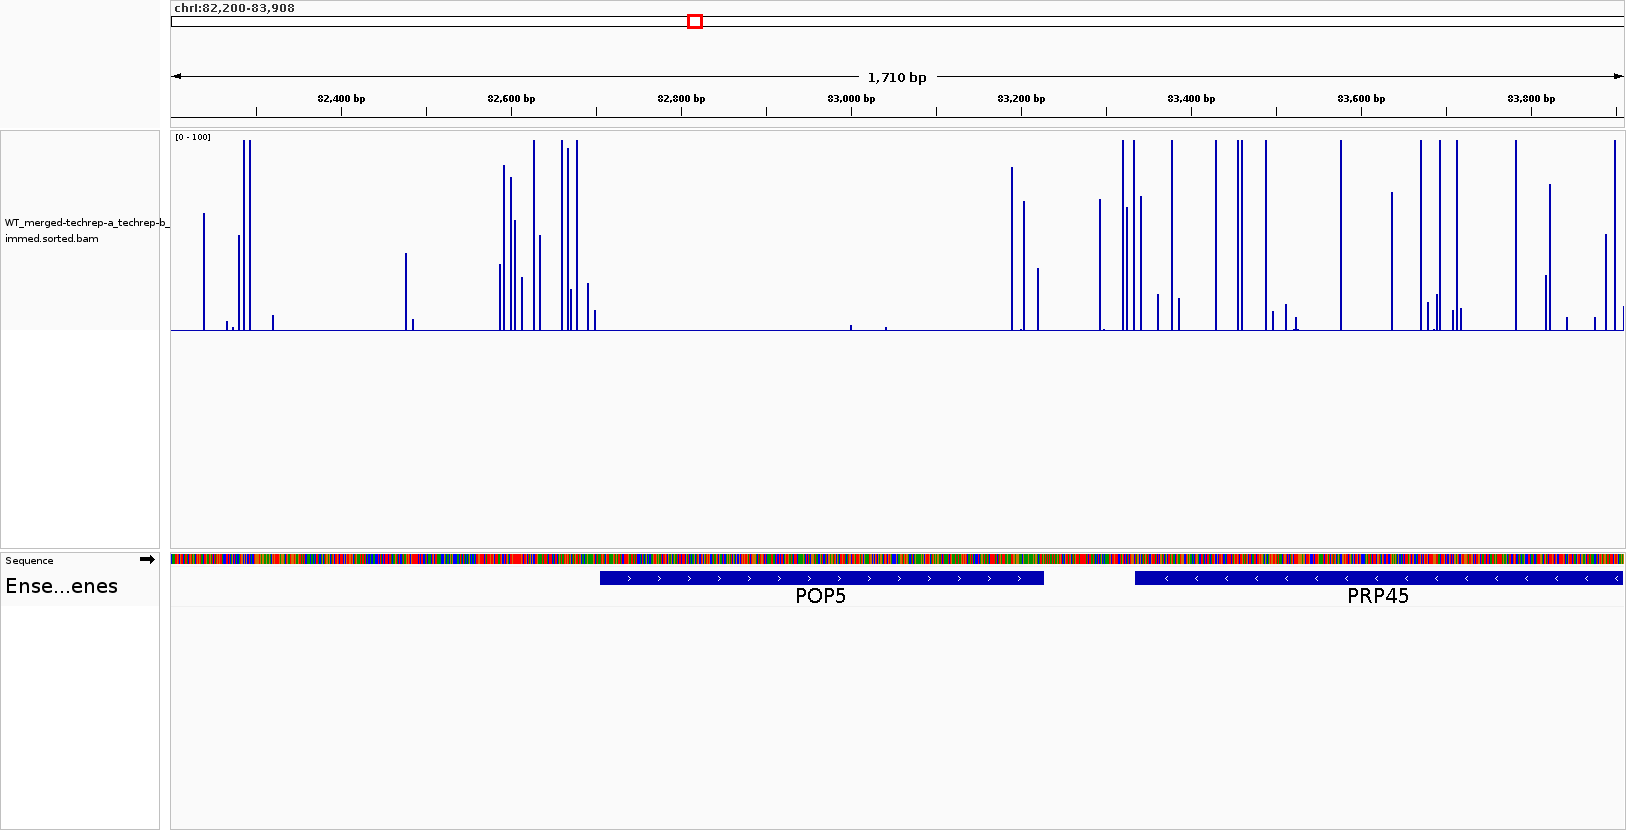 chrI:82,200-83,908
1,710 bp
82,400 bp 82,600 bp 82,800 bp 83,000 bp 83,200 bp 83,400 bp 83,600 bp 83,800 bp
[0 - 100]
WT_merged-techrep-a_techrep-b_
immed.sorted.bam
Sequence
Ense...enes
POP5 PRP45